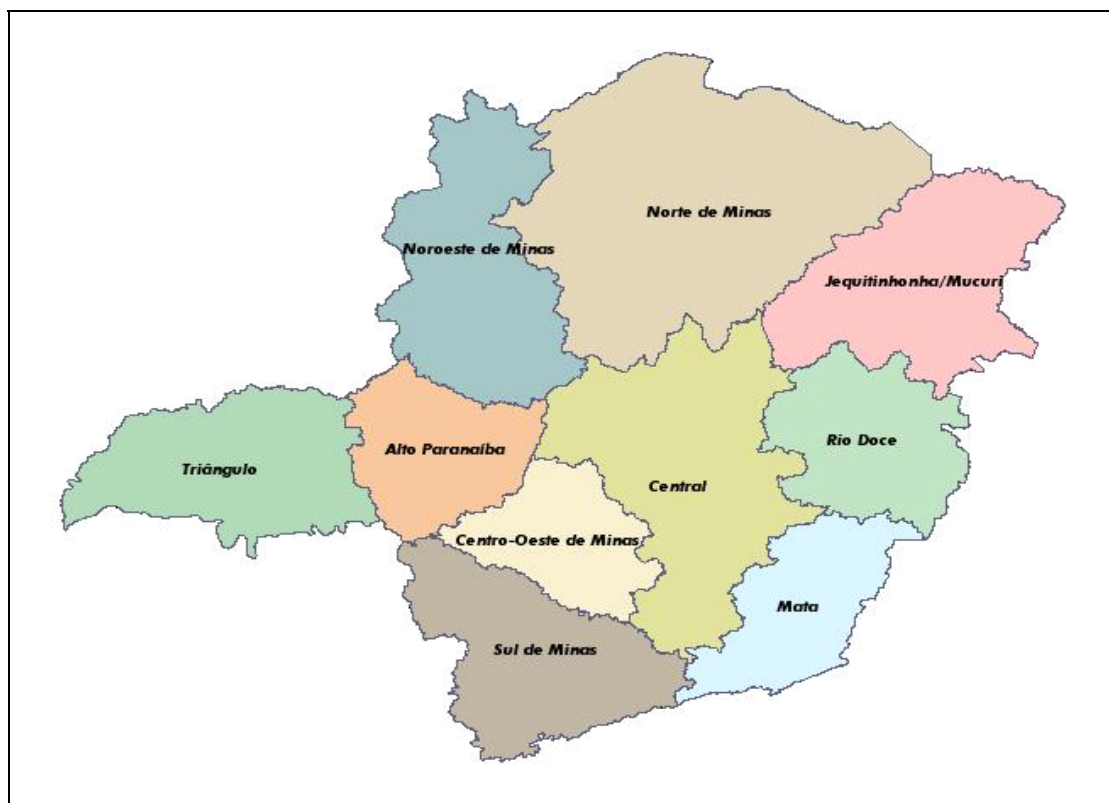 Norte de Minas
Noroeste de Minas
Jequitinhonha/Mucuri
Rio Doce
Alto Paranaíba
Triângulo
Central
Centro-Oeste de Minas
Mata
Sul de Minas